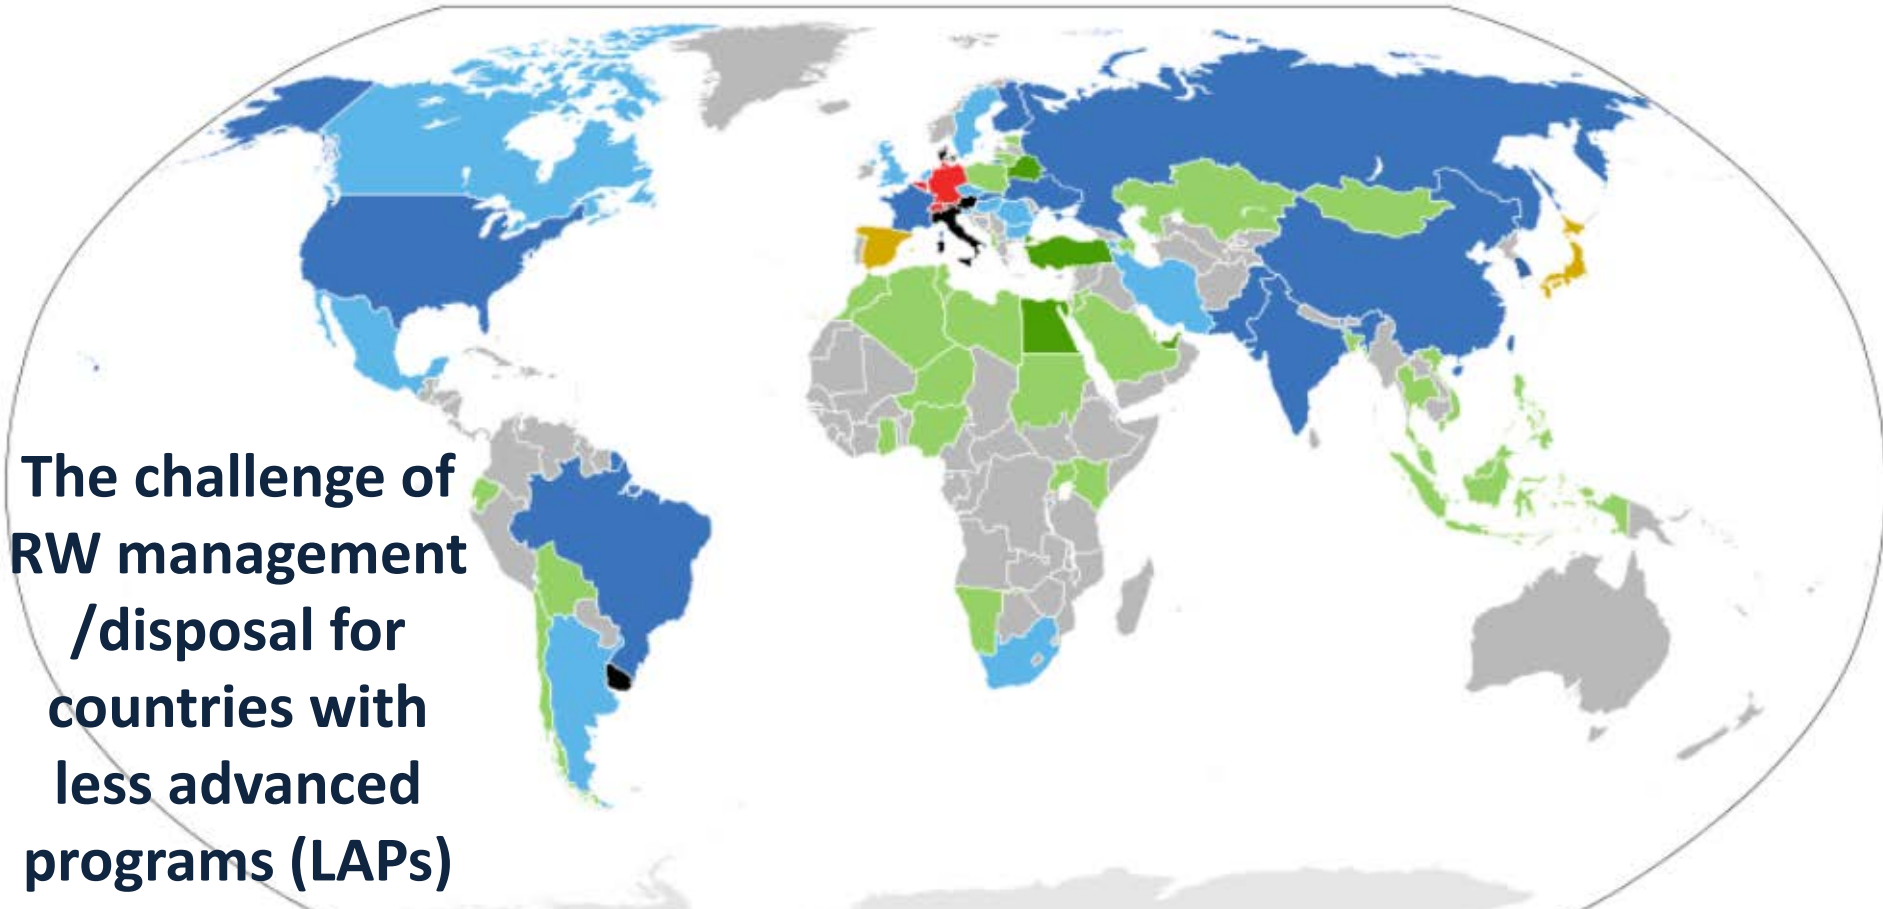 The challenge of
RW management
/disposal for
countries with
less advanced
programs (LAPs)